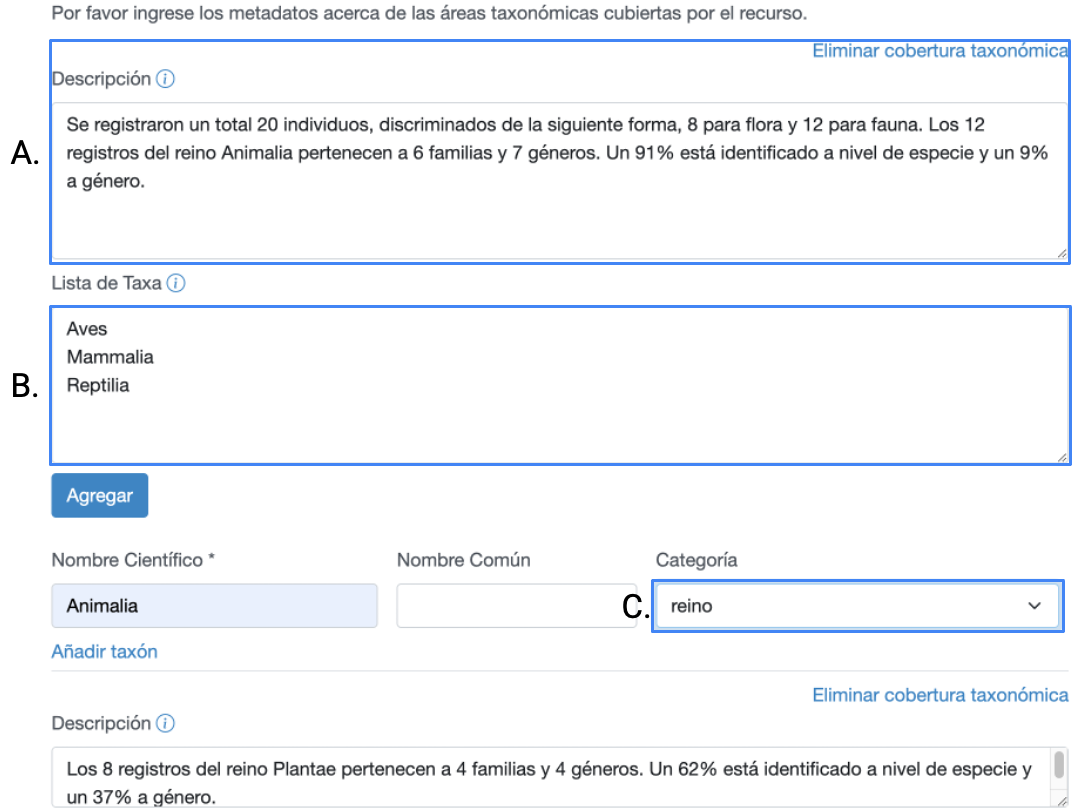 Por favor ingrese los metadatos acerca de las áreas taxonómicas cubiertas por el recurso.
Eliminar cobertura taxonómica
Descripción
A.
Se registraron un total 20 individuos, discriminados de la siguiente forma, 8 para flora y 12 para fauna. Los 12
registros del reino Animalia pertenecen a 6 familias y 7 géneros. Un 91% está identificado a nivel de especie y un 9%
a género.
Lista de Taxa
B.
Aves
Mammalia
Reptilia
Agregar
Nombre Científico * Nombre Común Categoría
Animalia C. reino
Añadir taxón
Eliminar cobertura taxonómica
Descripción
Los 8 registros del reino Plantae pertenecen a 4 familias y 4 géneros. Un 62% está identificado a nivel de especie y
un 37% a género.